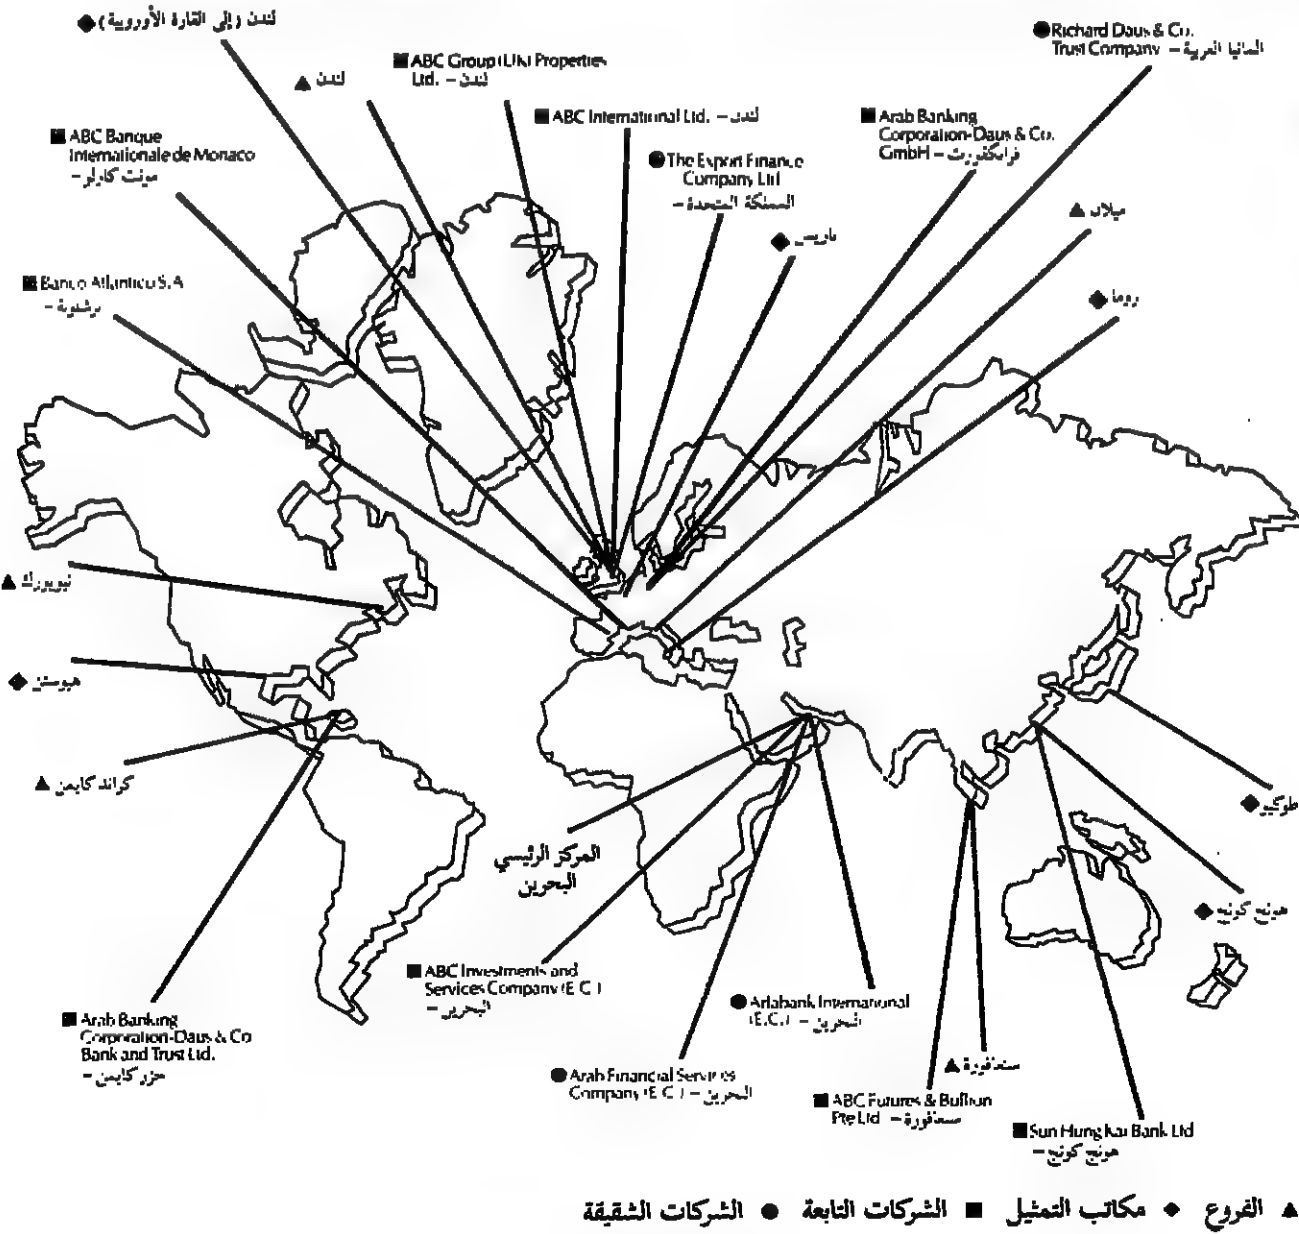 لندن (إلى القارة الأوروبية)
لندن
ABC Group (UK) Properties
Ltd. – لندن
Richard Daus & Co.
Trust Company – المانيا الغربية
ABC Banque
Internationale de Monaco
– مونت كارلو
ABC International Ltd. – لندن
The Export Finance
Company Ltd
– المملكة المتحدة
Arab Banking
Corporation-Daus & Co.
GmbH – فرانكفورت
باريس
ميلان
روما
Banco Atlantico S.A
– برشلونة
نيويورك
هيوستن
كراند كايمن
طوكيو
هونج كونج
المركز الرئيسي
البحرين
ABC Investments and
Services Company (E.C.)
– البحرين
Arlabank International
(E.C.) – البحرين
Arab Banking
Corporation-Daus & Co
Bank and Trust Ltd.
– جزر كايمن
Arab Financial Services
Company (E.C.) – البحرين
سنغافورة
ABC Futures & Bullion
Pte Ltd – سنغافورة
Sun Hung Kai Bank Ltd
– هونج كونج
▲ الفروع ◆ مكاتب التمثيل ■ الشركات التابعة ● الشركات الشقيقة